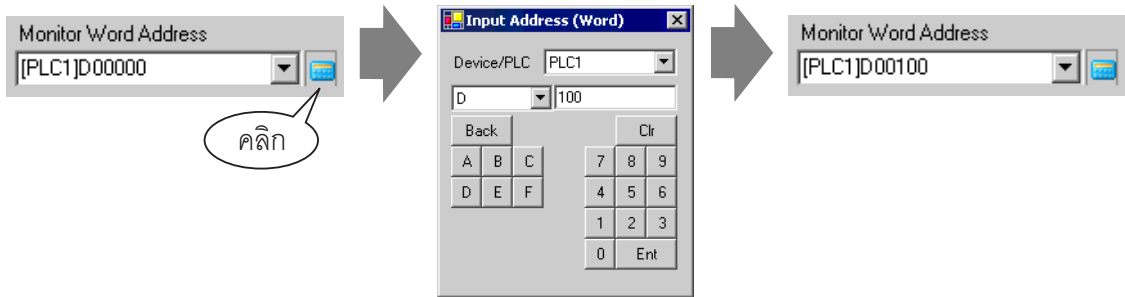 Monitor Word Address
[PLC1]D00000
คลิก
Input Address (Word)
Device/PLC PLC1
D 100
Back Clr
A B C 7 8 9
D E F 4 5 6
1 2 3
0 Ent
Monitor Word Address
[PLC1]D00100